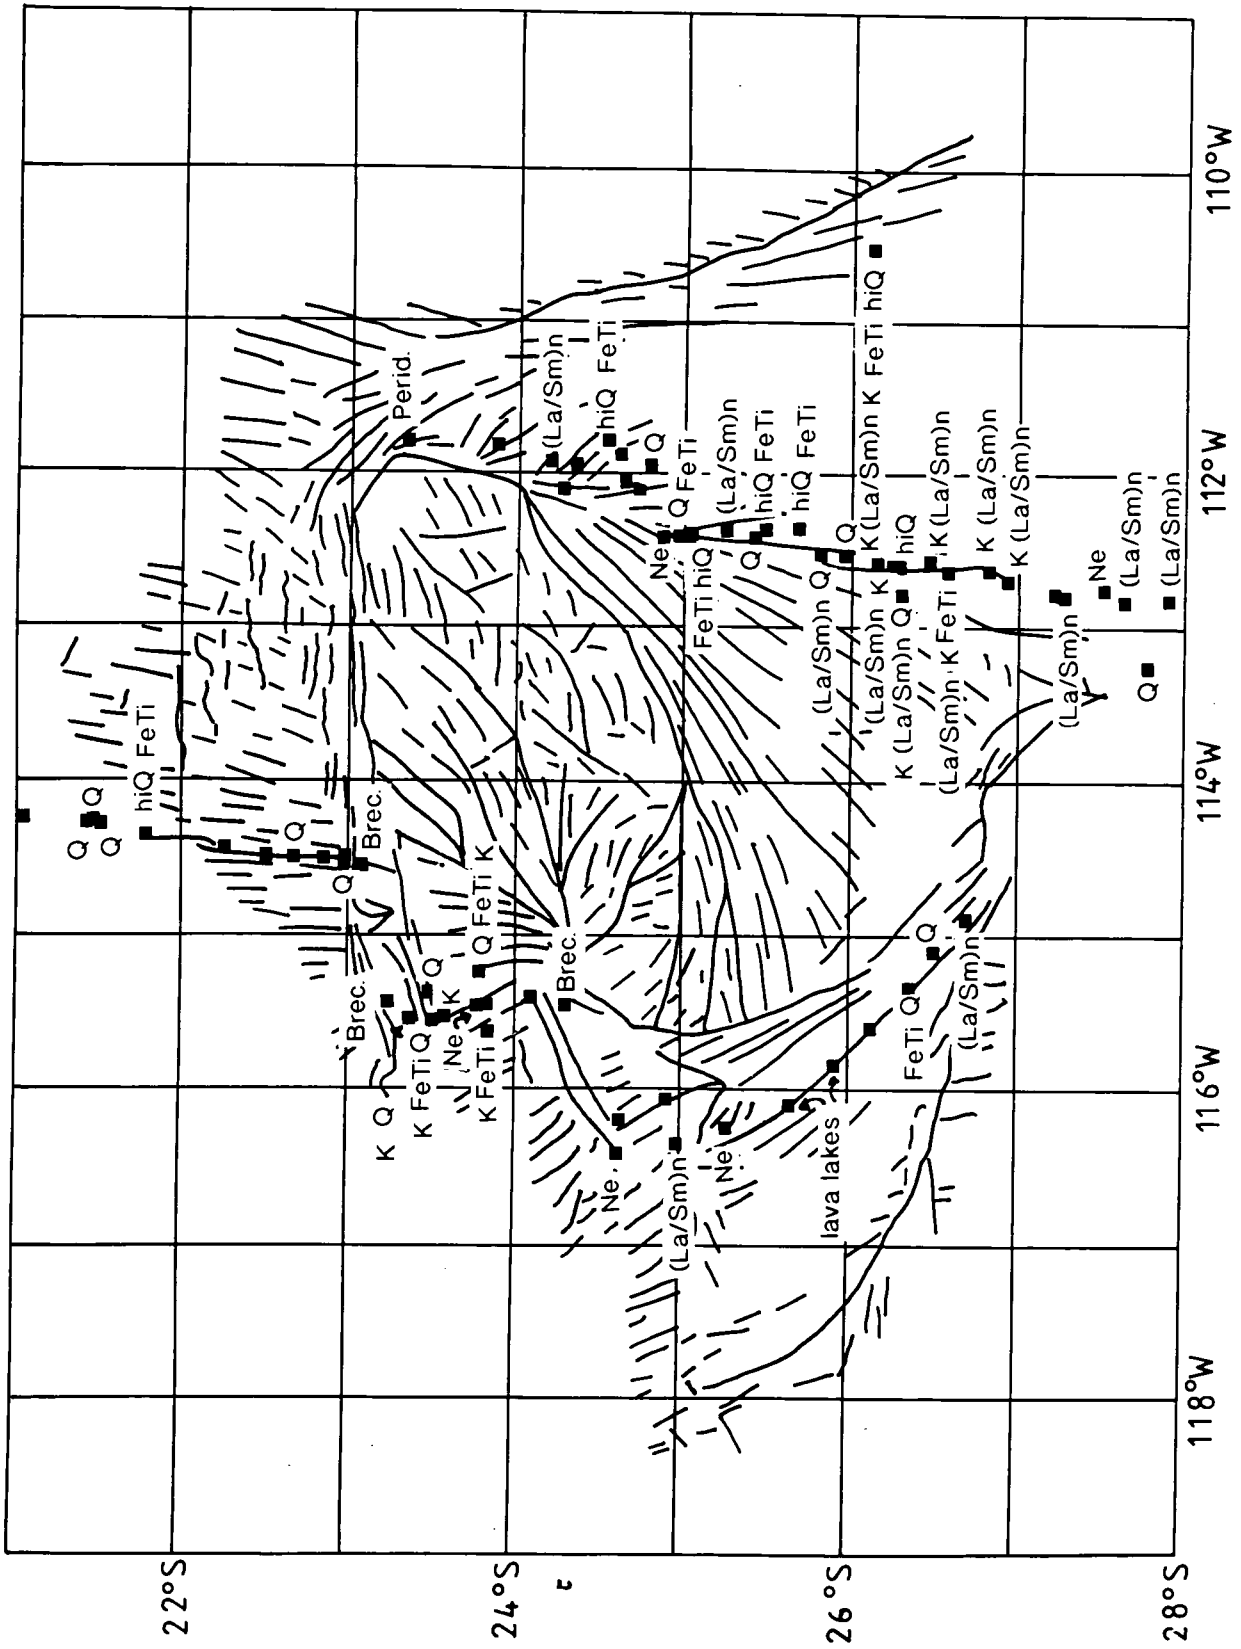 Q
Q
Q
hiQ FeTi
Q
Q
Brec.
Brec.
K Q
K FeTi Q
Q
Ne
K
K FeTi
Q FeTi K
Brec.
Perid.
(La/Sm)n
hiQ FeTi
Q
Ne
Q FeTi
FeTi hiQ
(La/Sm)n
Q
hiQ FeTi
hiQ FeTi
(La/Sm)n Q
Q
(La/Sm)n K
K (La/Sm)n K FeTi hiQ
K (La/Sm)n Q
hiQ
(La/Sm)n K FeTi
K (La/Sm)n
K (La/Sm)n
K (La/Sm)n
(La/Sm)n
Ne
(La/Sm)n
(La/Sm)n
Q
Ne
(La/Sm)n
Ne
lava lakes
FeTi Q
Q
(La/Sm)n
22°S
24°S
26°S
28°S
118°W
116°W
114°W
112°W
110°W